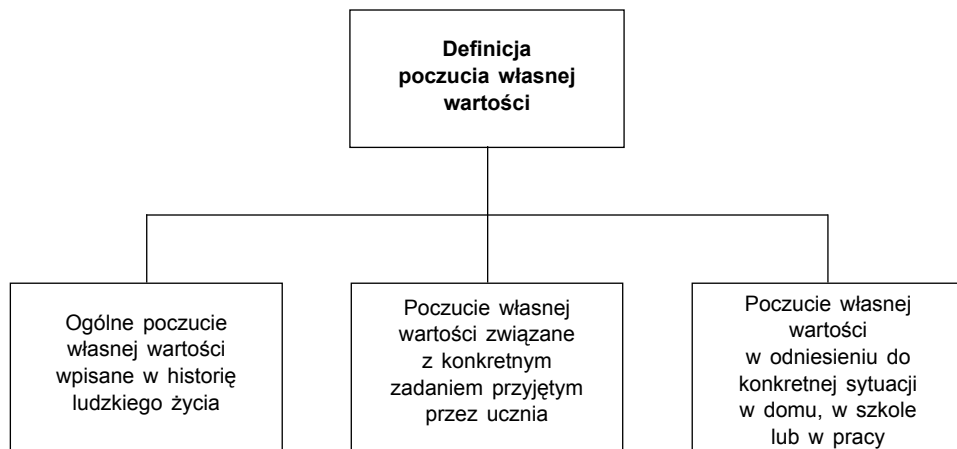 Definicja
poczucia własnej
wartości
Ogólne poczucie
własnej wartości
wpisane w historię
ludzkiego życia
Poczucie własnej
wartości związane
z konkretnym
zadaniem przyjętym
przez ucznia
Poczucie własnej
wartości
w odniesieniu do
konkretnej sytuacji
w domu, w szkole
lub w pracy